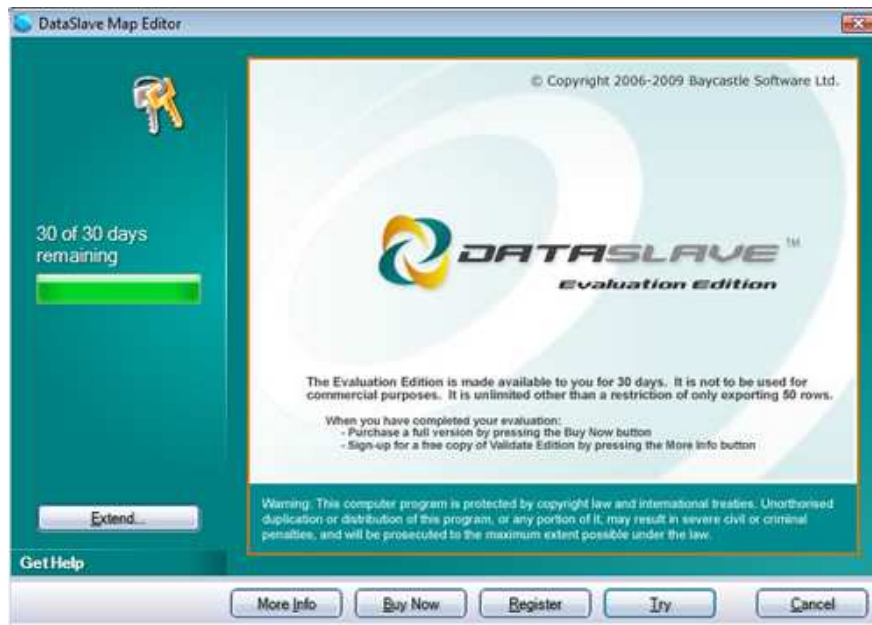 DataSlave Map Editor
© Copyright 2006-2009 Baycastle Software Ltd.
30 of 30 days
remaining
DATASLAVE™
Evaluation Edition
The Evaluation Edition is made available to you for 30 days. It is not to be used for
commercial purposes. It is unlimited other than a restriction of only exporting 50 rows.
When you have completed your evaluation:
- Purchase a full version by pressing the Buy Now button
- Sign-up for a free copy of Validate Edition by pressing the More Info button
Extend...
Warning: This computer program is protected by copyright law and international treaties. Unorthorised
duplication or distribution of this program, or any portion of it, may result in severe civil or criminal
penalties, and will be prosecuted to the maximum extent possible under the law.
Get Help
More Info
Buy Now
Register
Try
Cancel